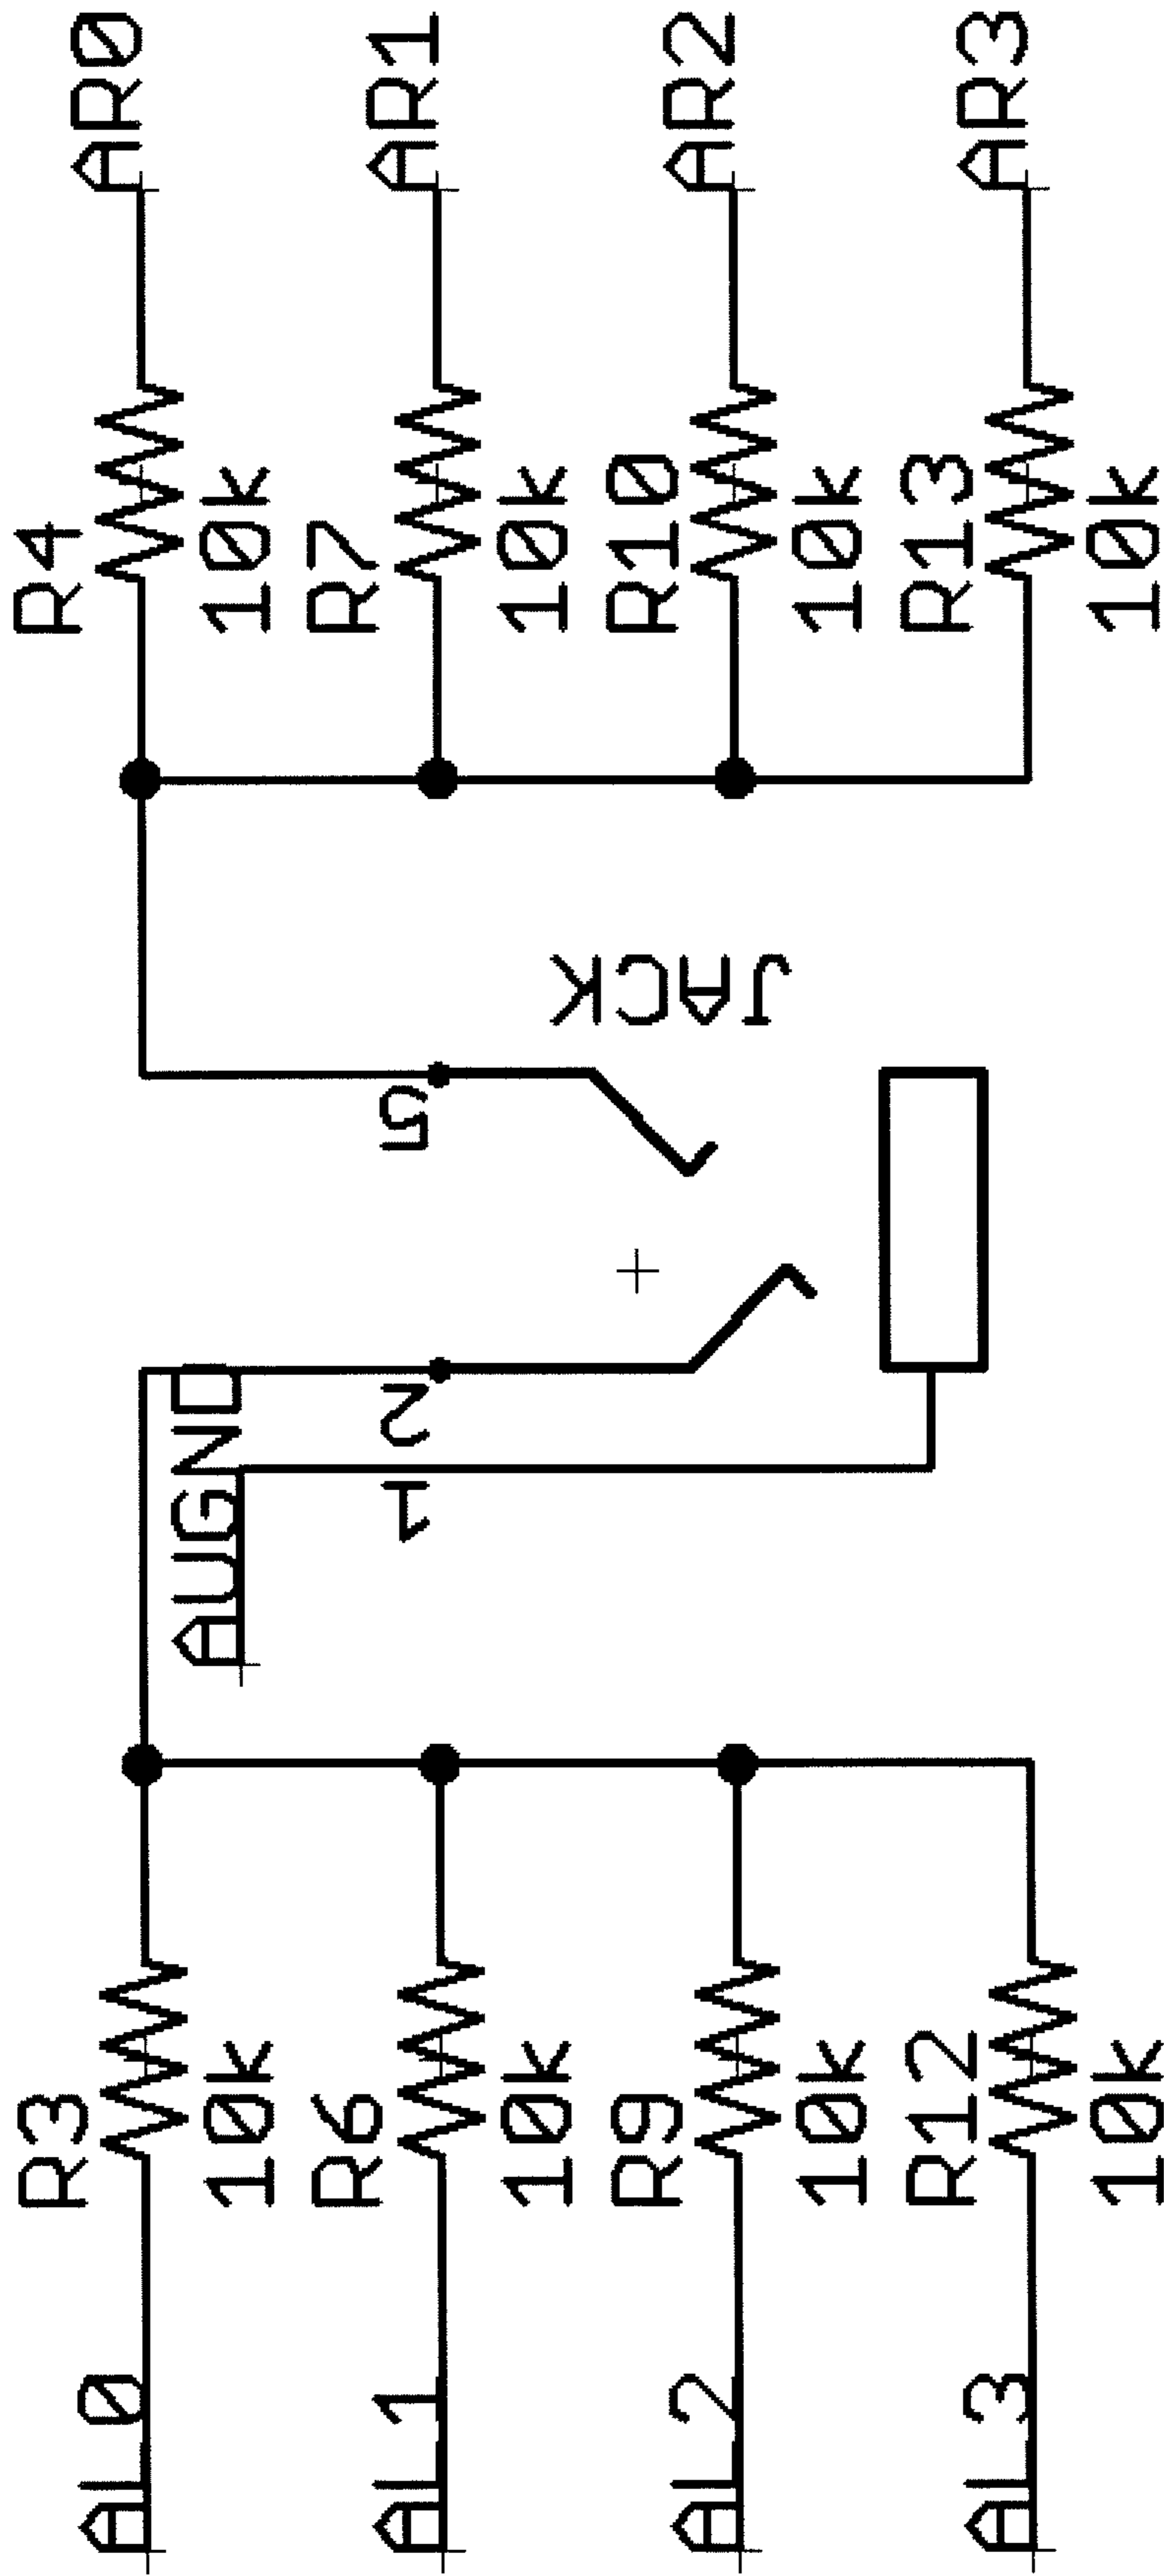 AL0
R3
10k
AL1
R6
10k
AL2
R9
10k
AL3
R12
10k
AUGND
1
2
5
JACK
R4
10k
AR0
R7
10k
AR1
R10
10k
AR2
R13
10k
AR3